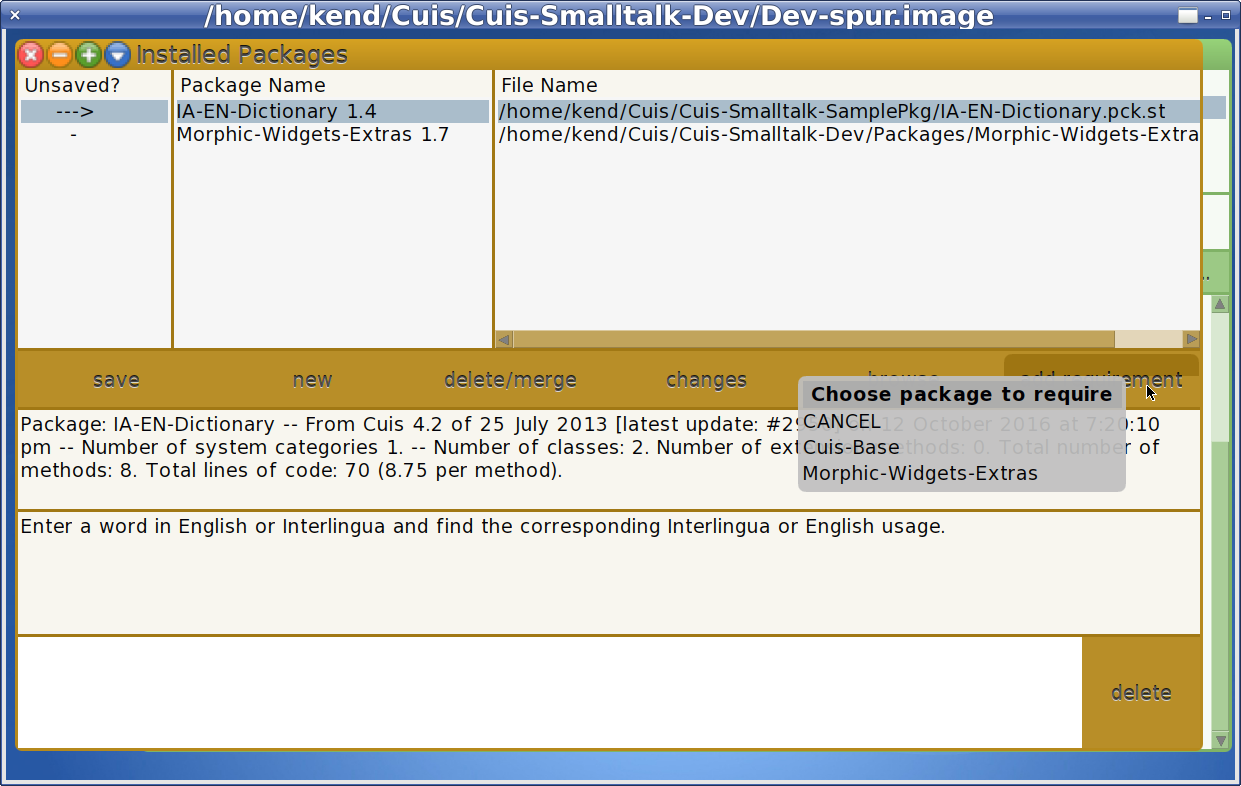 /home/kend/Cuis/Cuis-Smalltalk-Dev/Dev-spur.image
Installed Packages
Unsaved? Package Name File Name
---> IA-EN-Dictionary 1.4 /home/kend/Cuis/Cuis-Smalltalk-SamplePkg/IA-EN-Dictionary.pck.st
- Morphic-Widgets-Extras 1.7 /home/kend/Cuis/Cuis-Smalltalk-Dev/Packages/Morphic-Widgets-Extra
save new delete/merge changes browse add requirement
Choose package to require
CANCEL
Cuis-Base
Morphic-Widgets-Extras
Package: IA-EN-Dictionary -- From Cuis 4.2 of 25 July 2013 [latest update: #29 12 October 2016 at 7:20:10
pm -- Number of system categories 1. -- Number of classes: 2. Number of ext methods: 0. Total number of
methods: 8. Total lines of code: 70 (8.75 per method).
Enter a word in English or Interlingua and find the corresponding Interlingua or English usage.
delete